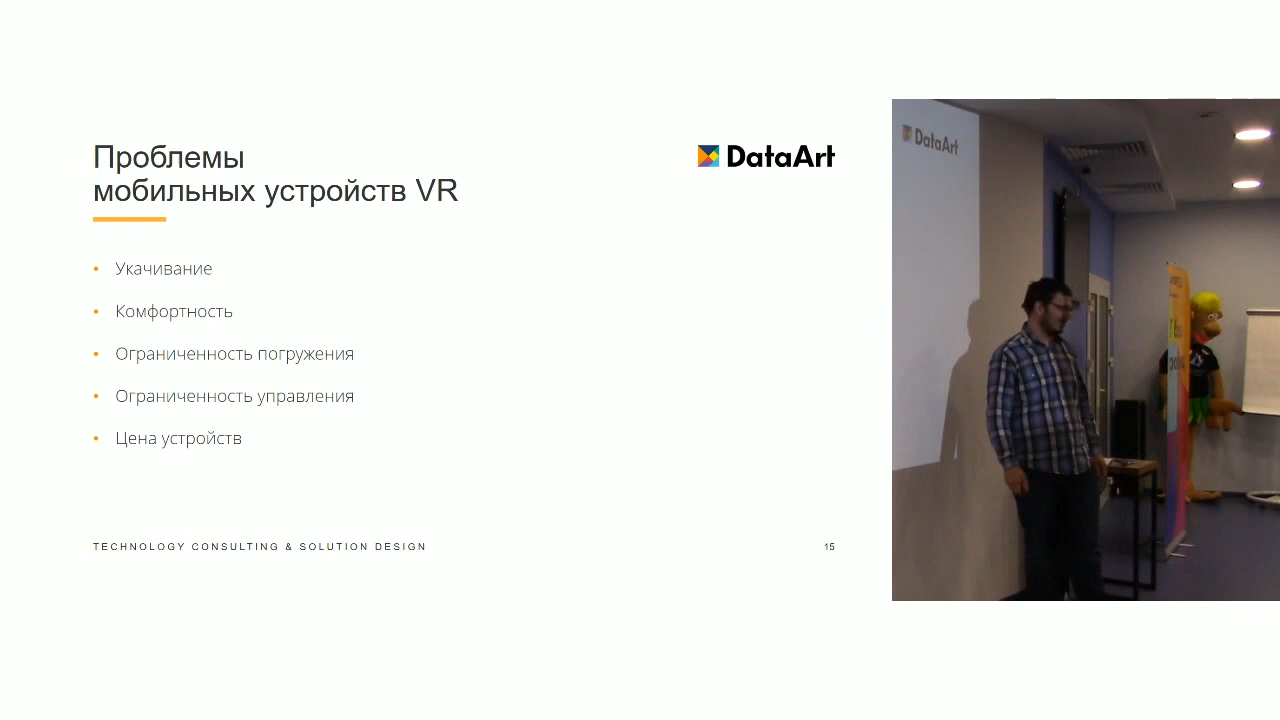 Проблемы
мобильных устройств VR
DataArt
Укачивание
Комфортность
Ограниченность погружения
Ограниченность управления
Цена устройств
TECHNOLOGY CONSULTING & SOLUTION DESIGN
15
DataArt